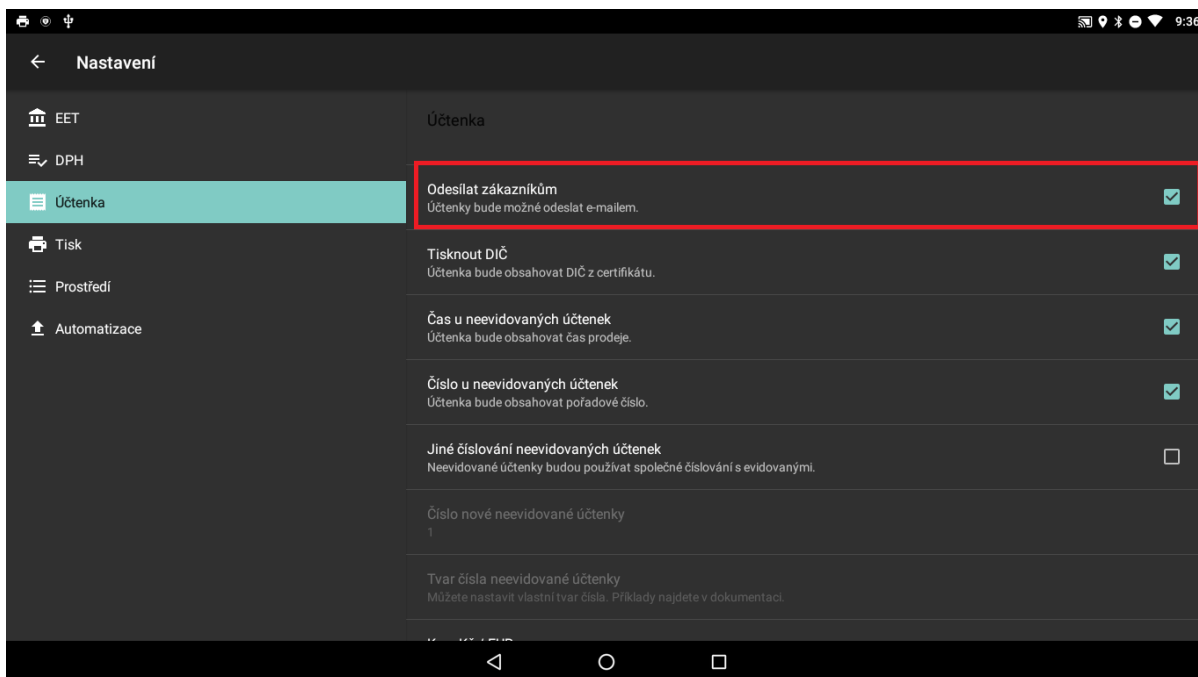 9:36
Nastavení
EET
DPH
Účtenka
Tisk
Prostředí
Automatizace
Účtenka
Odesílat zákazníkům
Účtenky bude možné odeslat e-mailem.
Tisknout DIČ
Účtenka bude obsahovat DIČ z certifikátu.
Čas u neevidovaných účtenek
Účtenka bude obsahovat čas prodeje.
Číslo u neevidovaných účtenek
Účtenka bude obsahovat pořadové číslo.
Jiné číslování neevidovaných účtenek
Neevidované účtenky budou používat společné číslování s evidovanými.
Číslo nové neevidované účtenky
1
Tvar čísla neevidované účtenky
Můžete nastavit vlastní tvar čísla. Příklady najdete v dokumentaci.